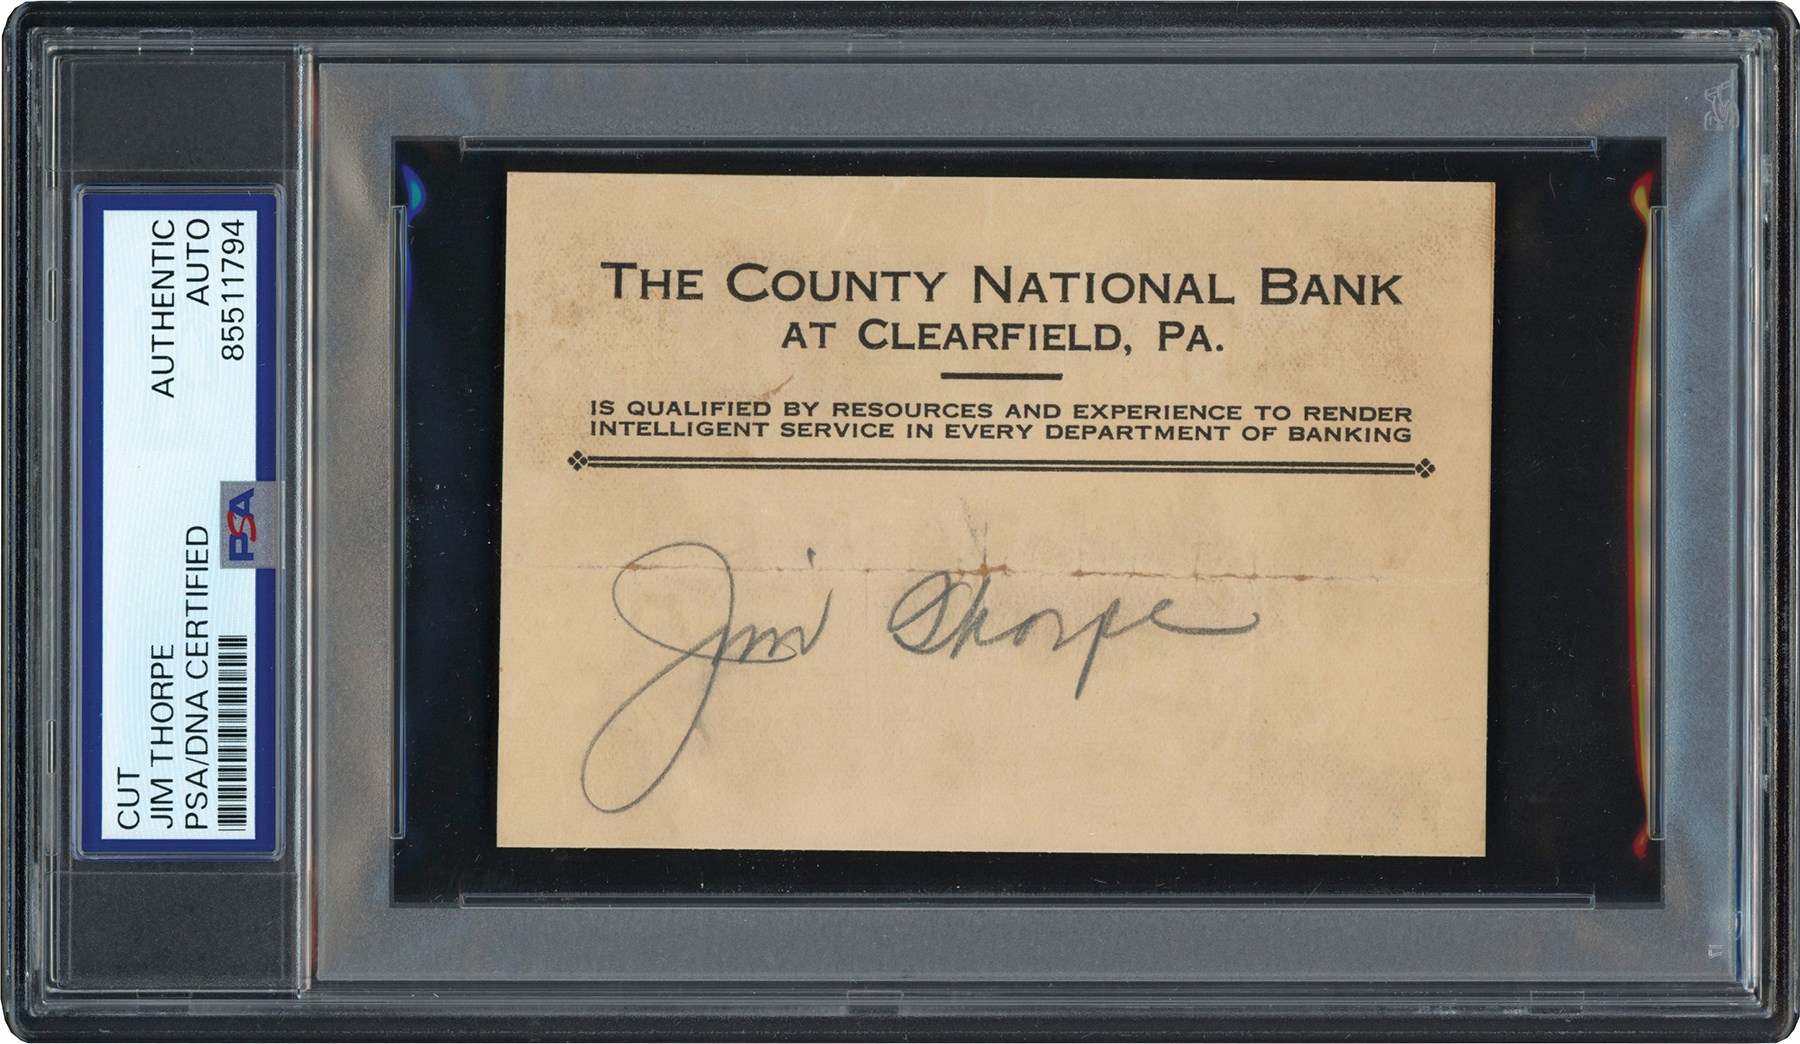 CUT
JIM THORPE
PSA/DNA CERTIFIED
AUTHENTIC
AUTO
85511794
PSA
THE COUNTY NATIONAL BANK
AT CLEARFIELD, PA.
IS QUALIFIED BY RESOURCES AND EXPERIENCE TO RENDER
INTELLIGENT SERVICE IN EVERY DEPARTMENT OF BANKING
Jim Thorpe